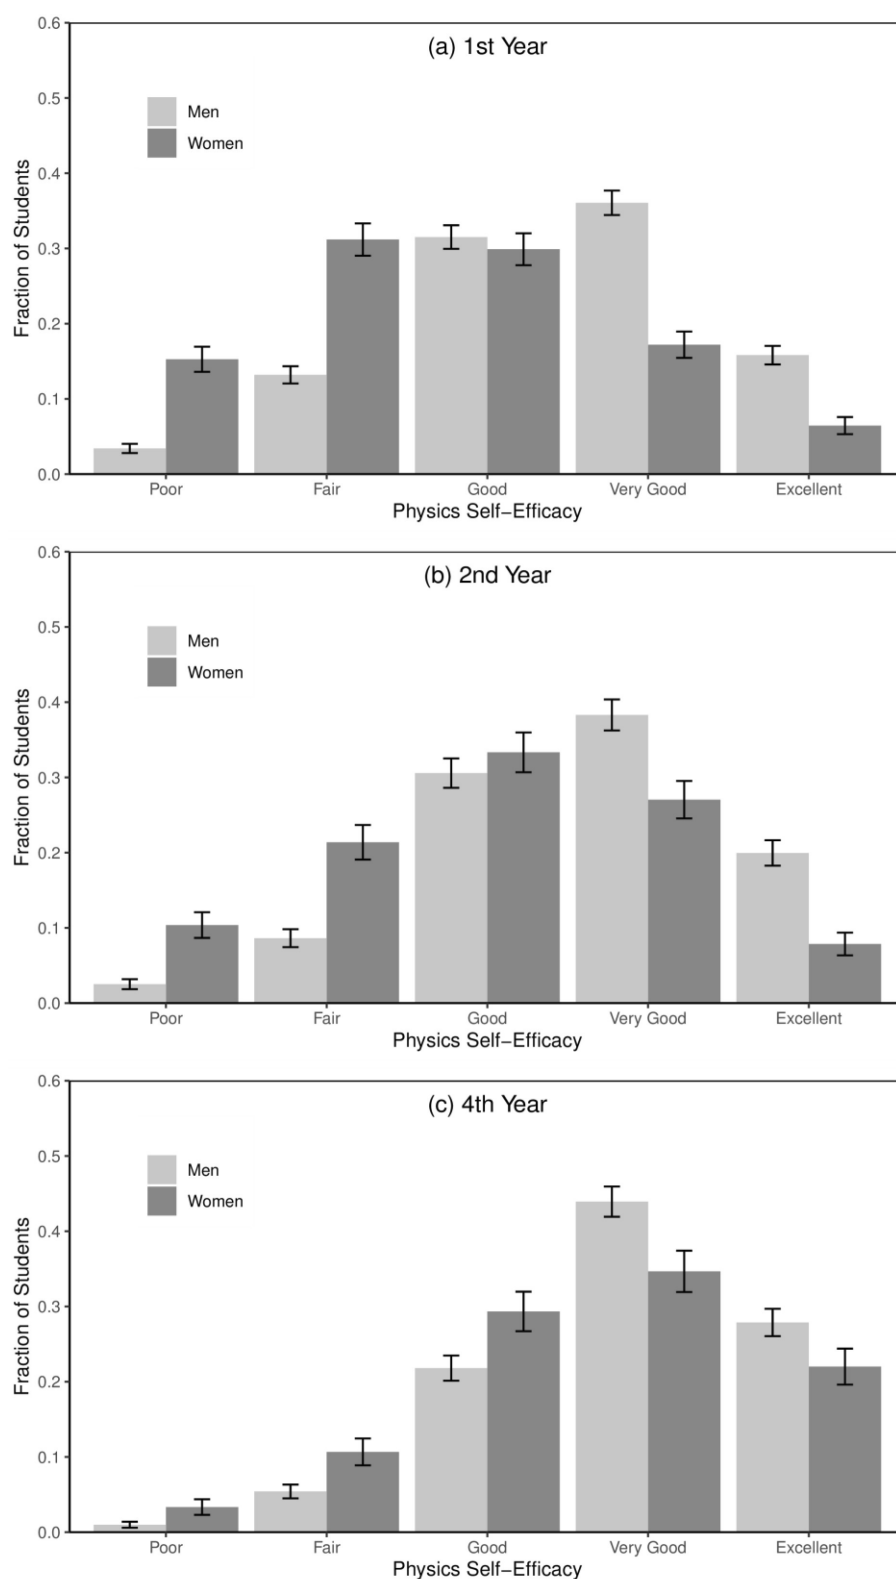 (a) 1st Year
Men
Women
Fraction of Students
0.6
0.5
0.4
0.3
0.2
0.1
0.0
Poor Fair Good Very Good Excellent
Physics Self−Efficacy
(b) 2nd Year
Men
Women
Fraction of Students
0.6
0.5
0.4
0.3
0.2
0.1
0.0
Poor Fair Good Very Good Excellent
Physics Self−Efficacy
(c) 4th Year
Men
Women
Fraction of Students
0.6
0.5
0.4
0.3
0.2
0.1
0.0
Poor Fair Good Very Good Excellent
Physics Self−Efficacy